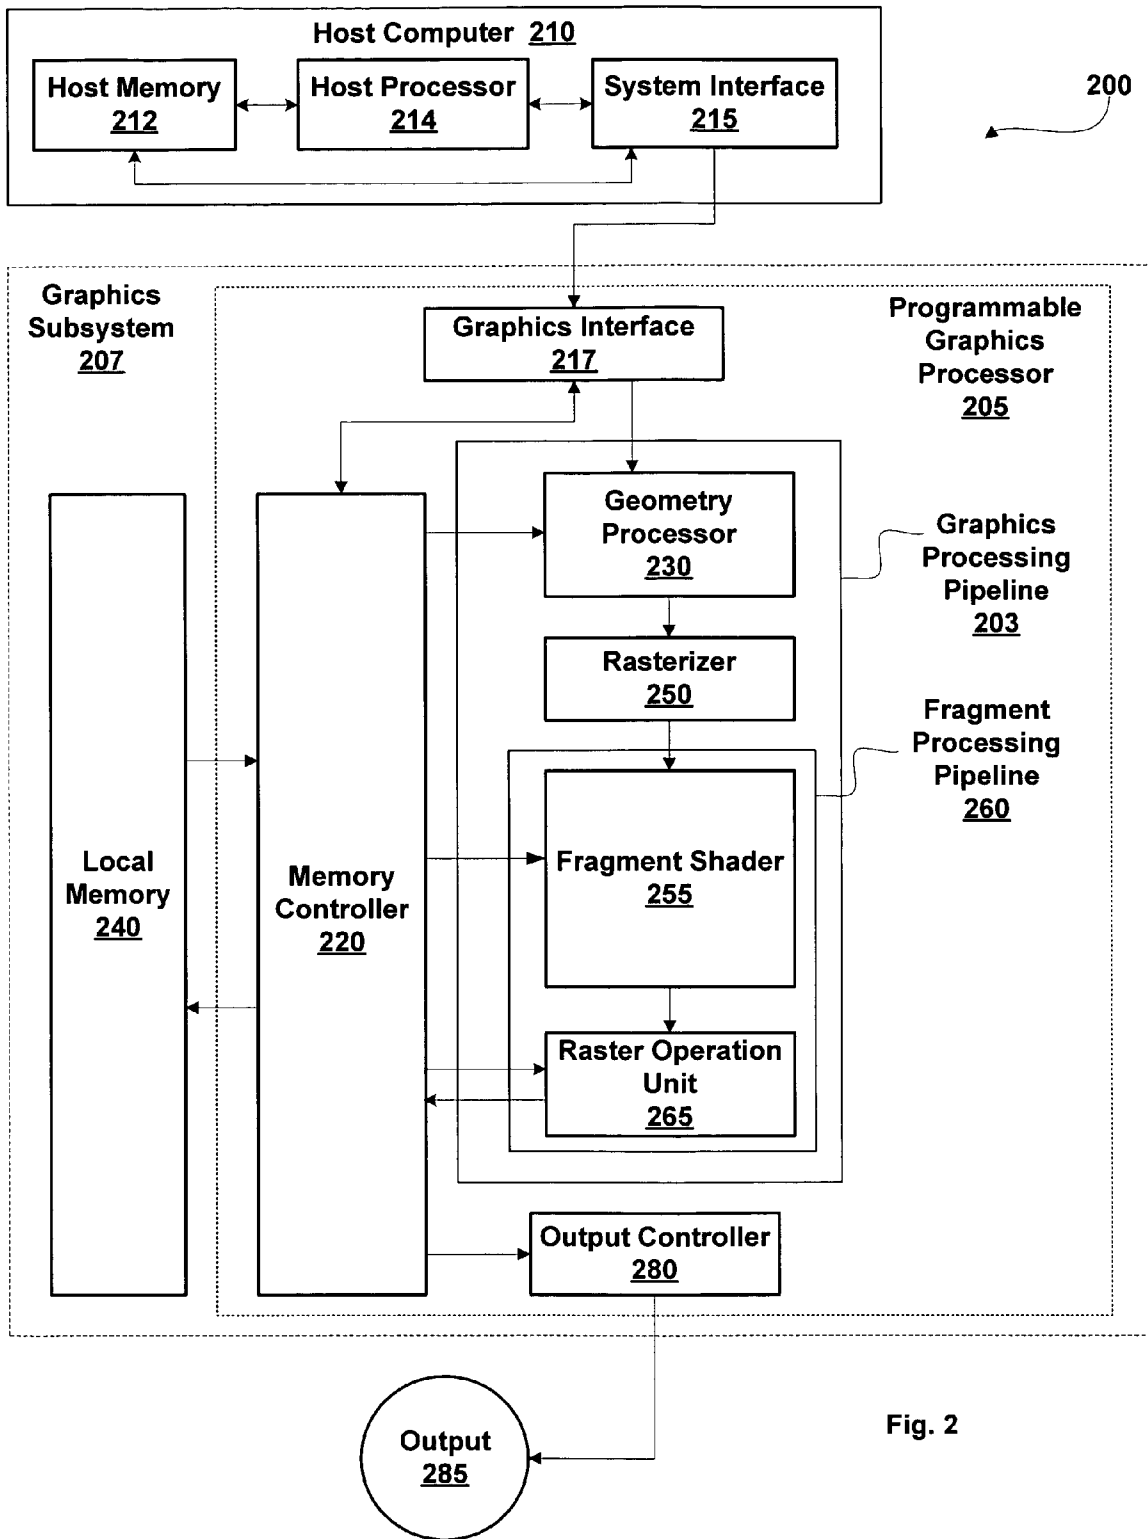 Host Computer 210
Host Memory
212
Host Processor
214
System Interface
215
200
Graphics
Subsystem
207
Graphics Interface
217
Programmable
Graphics
Processor
205
Geometry
Processor
230
Graphics
Processing
Pipeline
203
Rasterizer
250
Fragment
Processing
Pipeline
260
Local
Memory
240
Memory
Controller
220
Fragment Shader
255
Raster Operation
Unit
265
Output Controller
280
Output
285
Fig. 2